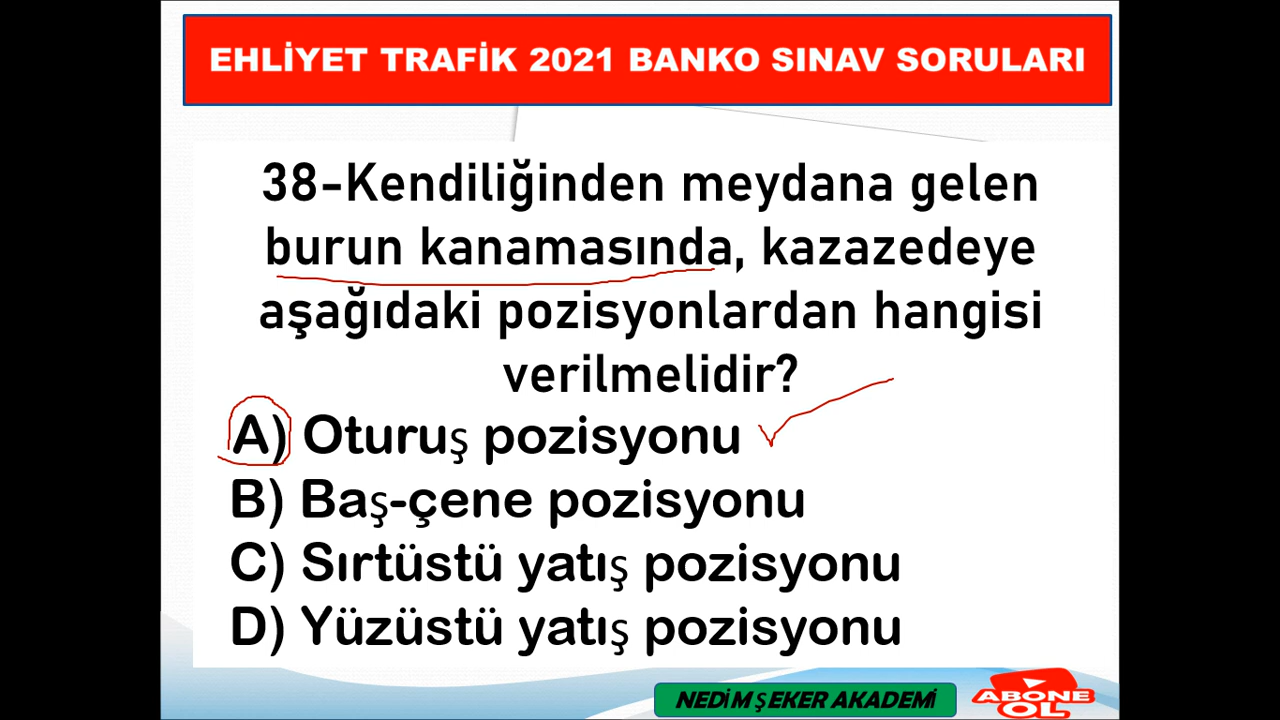 EHLİYET TRAFİK 2021 BANKO SINAV SORULARI
38-Kendiliğinden meydana gelen
burun kanamasında, kazazedeye
aşağıdaki pozisyonlardan hangisi
verilmelidir?
A) Oturuş pozisyonu
B) Baş-çene pozisyonu
C) Sırtüstü yatış pozisyonu
D) Yüzüstü yatış pozisyonu
NEDİM ŞEKER AKADEMİ
ABONE
OL